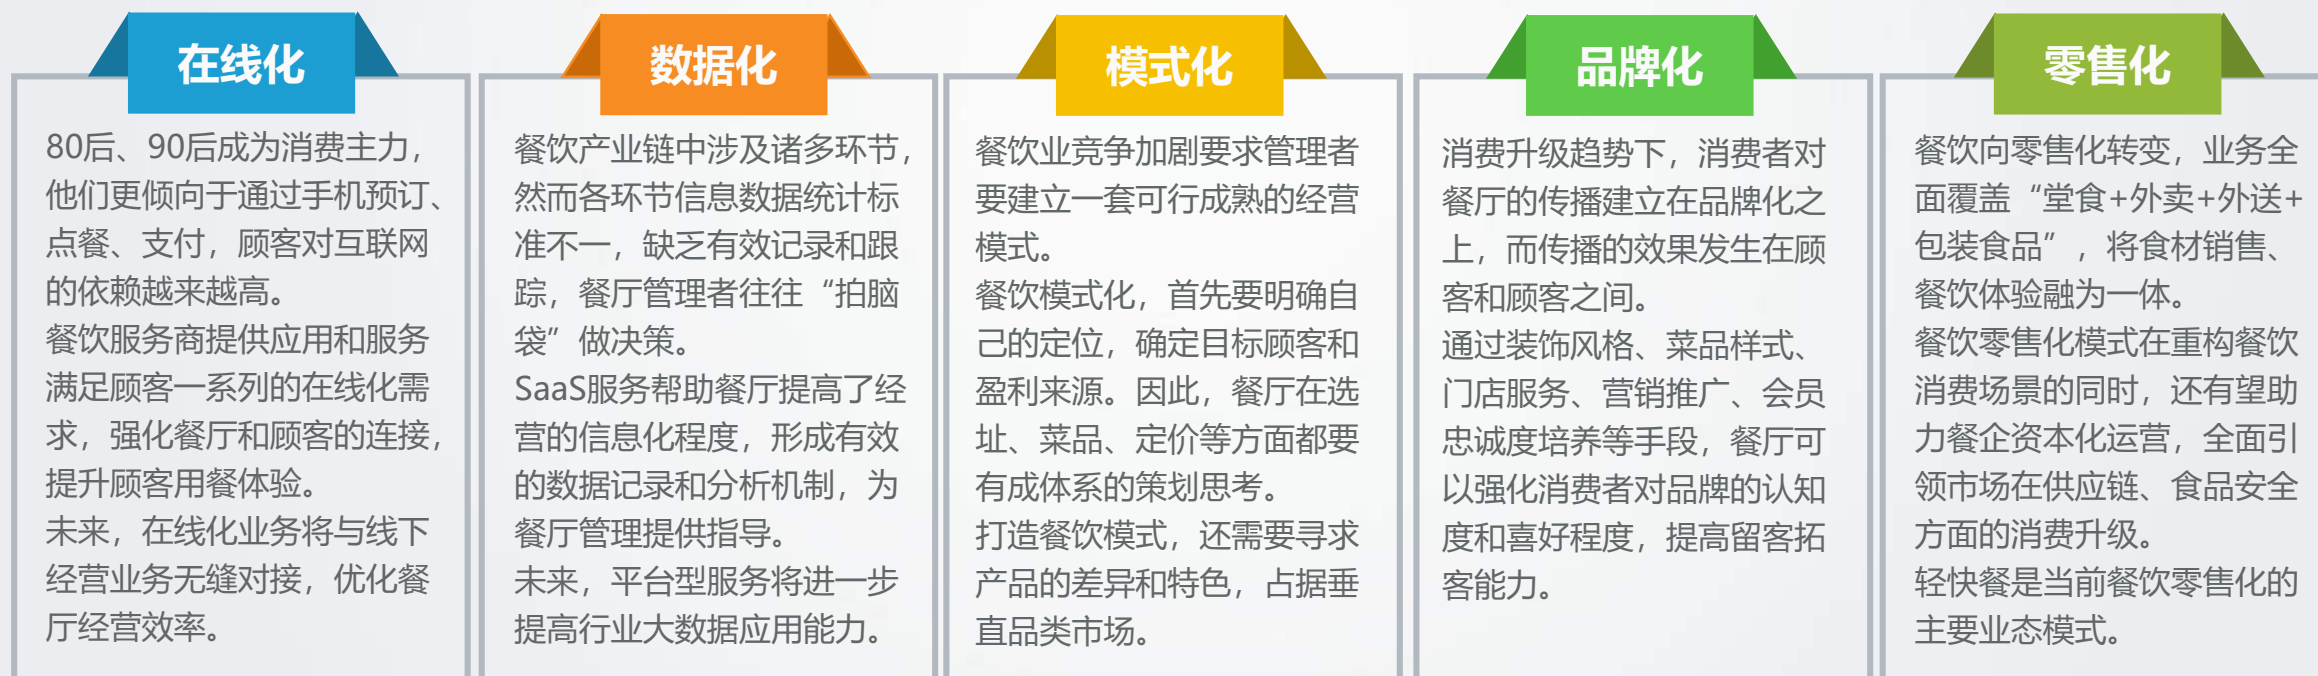 在线化
80后、90后成为消费主力，
他们更倾向于通过手机预订、
点餐、支付，顾客对互联网
的依赖越来越高。
餐饮服务商提供应用和服务
满足顾客一系列的在线化需
求，强化餐厅和顾客的连接，
提升顾客用餐体验。
未来，在线化业务将与线下
经营业务无缝对接，优化餐
厅经营效率。
数据化
餐饮产业链中涉及诸多环节，
然而各环节信息数据统计标
准不一，缺乏有效记录和跟
踪，餐厅管理者往往“拍脑
袋”做决策。
SaaS服务帮助餐厅提高了经
营的信息化程度，形成有效
的数据记录和分析机制，为
餐厅管理提供指导。
未来，平台型服务将进一步
提高行业大数据应用能力。
模式化
餐饮业竞争加剧要求管理者
要建立一套可行成熟的经营
模式。
餐饮模式化，首先要明确自
己的定位，确定目标顾客和
盈利来源。因此，餐厅在选
址、菜品、定价等方面都要
有成体系的策划思考。
打造餐饮模式，还需要寻求
产品的差异和特色，占据垂
直品类市场。
品牌化
消费升级趋势下，消费者对
餐厅的传播建立在品牌化之
上，而传播的效果发生在顾
客和顾客之间。
通过装饰风格、菜品样式、
门店服务、营销推广、会员
忠诚度培养等手段，餐厅可
以强化消费者对品牌的认知
度和喜好程度，提高留客拓
客能力。
零售化
餐饮向零售化转变，业务全
面覆盖“堂食+外卖+外送+
包装食品”，将食材销售、
餐饮体验融为一体。
餐饮零售化模式在重构餐饮
消费场景的同时，还有望助
力餐企资本化运营，全面引
领市场在供应链、食品安全
方面的消费升级。
轻快餐是当前餐饮零售化的
主要业态模式。